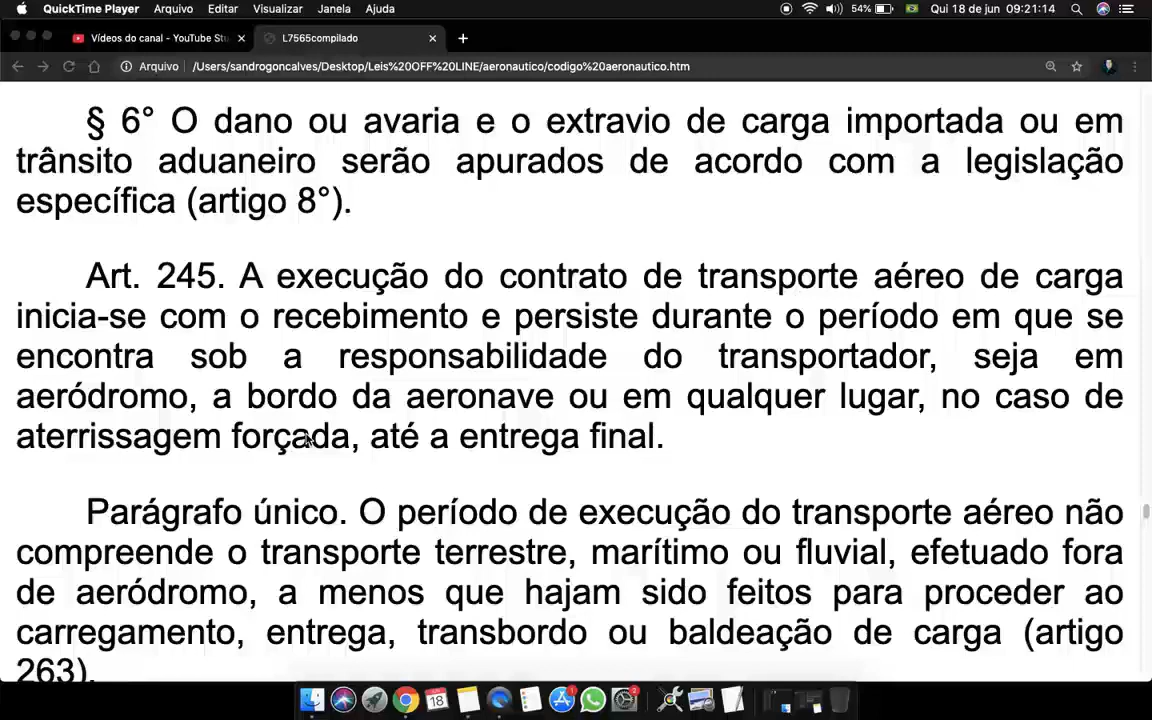 QuickTime Player Arquivo Editar Visualizar Janela Ajuda 54% Qui 18 de jun 09:21:14
Vídeos do canal - YouTube Stu L7565compilado
Arquivo /Users/sandrogoncalves/Desktop/Leis%20OFF%20LINE/aeronautico/codigo%20aeronautico.htm
§ 6° O dano ou avaria e o extravio de carga importada ou em
trânsito aduaneiro serão apurados de acordo com a legislação
específica (artigo 8°).
Art. 245. A execução do contrato de transporte aéreo de carga
inicia-se com o recebimento e persiste durante o período em que se
encontra sob a responsabilidade do transportador, seja em
aeródromo, a bordo da aeronave ou em qualquer lugar, no caso de
aterrissagem forçada, até a entrega final.
Parágrafo único. O período de execução do transporte aéreo não
compreende o transporte terrestre, marítimo ou fluvial, efetuado fora
de aeródromo, a menos que hajam sido feitos para proceder ao
carregamento, entrega, transbordo ou baldeação de carga (artigo
263).
18